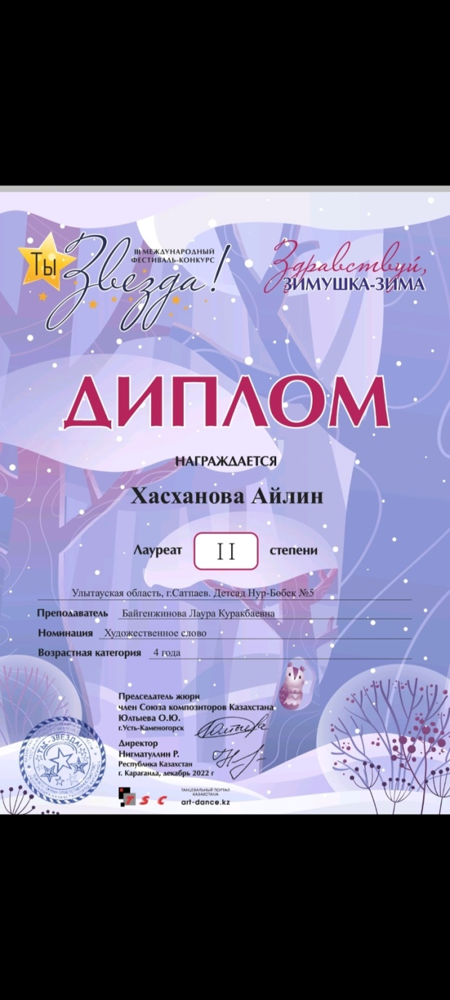 Ты Звезда!
III МЕЖДУНАРОДНЫЙ
ФЕСТИВАЛЬ-КОНКУРС
Здравствуй,
ЗИМУШКА-ЗИМА
ДИПЛОМ
НАГРАЖДАЕТСЯ
Хасханова Айлин
Лауреат II степени
Улытауская область, г.Сатпаев. Детсад Нур-Бөбек №5
Преподаватель Байгенжинова Лаура Куракбаевна
Номинация Художественное слово
Возрастная категория 4 года
Председатель жюри
член Союза композиторов Казахстана
Юлтыева О.Ю.
г.Усть-Каменогорск
Директор
Нигматуллин Р.
Республика Казахстан
г. Караганда, декабрь 2022 г
ТЫ-ЗВЕЗДА!
TSC
ТАНЦЕВАЛЬНЫЙ ПОРТАЛ
КАЗАХСТАНА
art-dance.kz